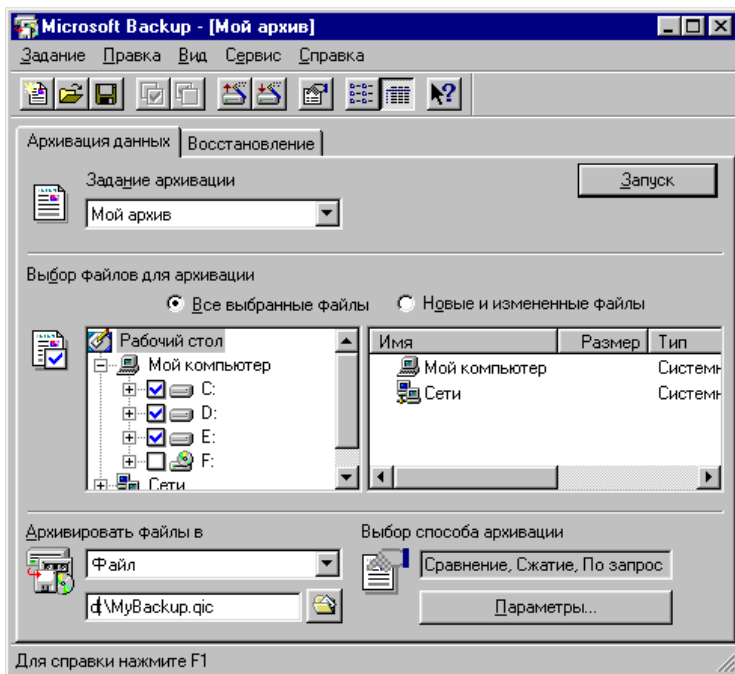 Microsoft Backup - [Мой архив]
Задание Правка Вид Сервис Справка
Архивация данных Восстановление
Задание архивации
Запуск
Мой архив
Выбор файлов для архивации
Все выбранные файлы Новые и измененные файлы
Рабочий стол
Мой компьютер
C:
D:
E:
F:
Сети
Имя Размер Тип
Мой компьютер Системн
Сети Системн
Архивировать файлы в
Файл
d:\MyBackup.qic
Выбор способа архивации
Сравнение, Сжатие, По запрос
Параметры...
Для справки нажмите F1